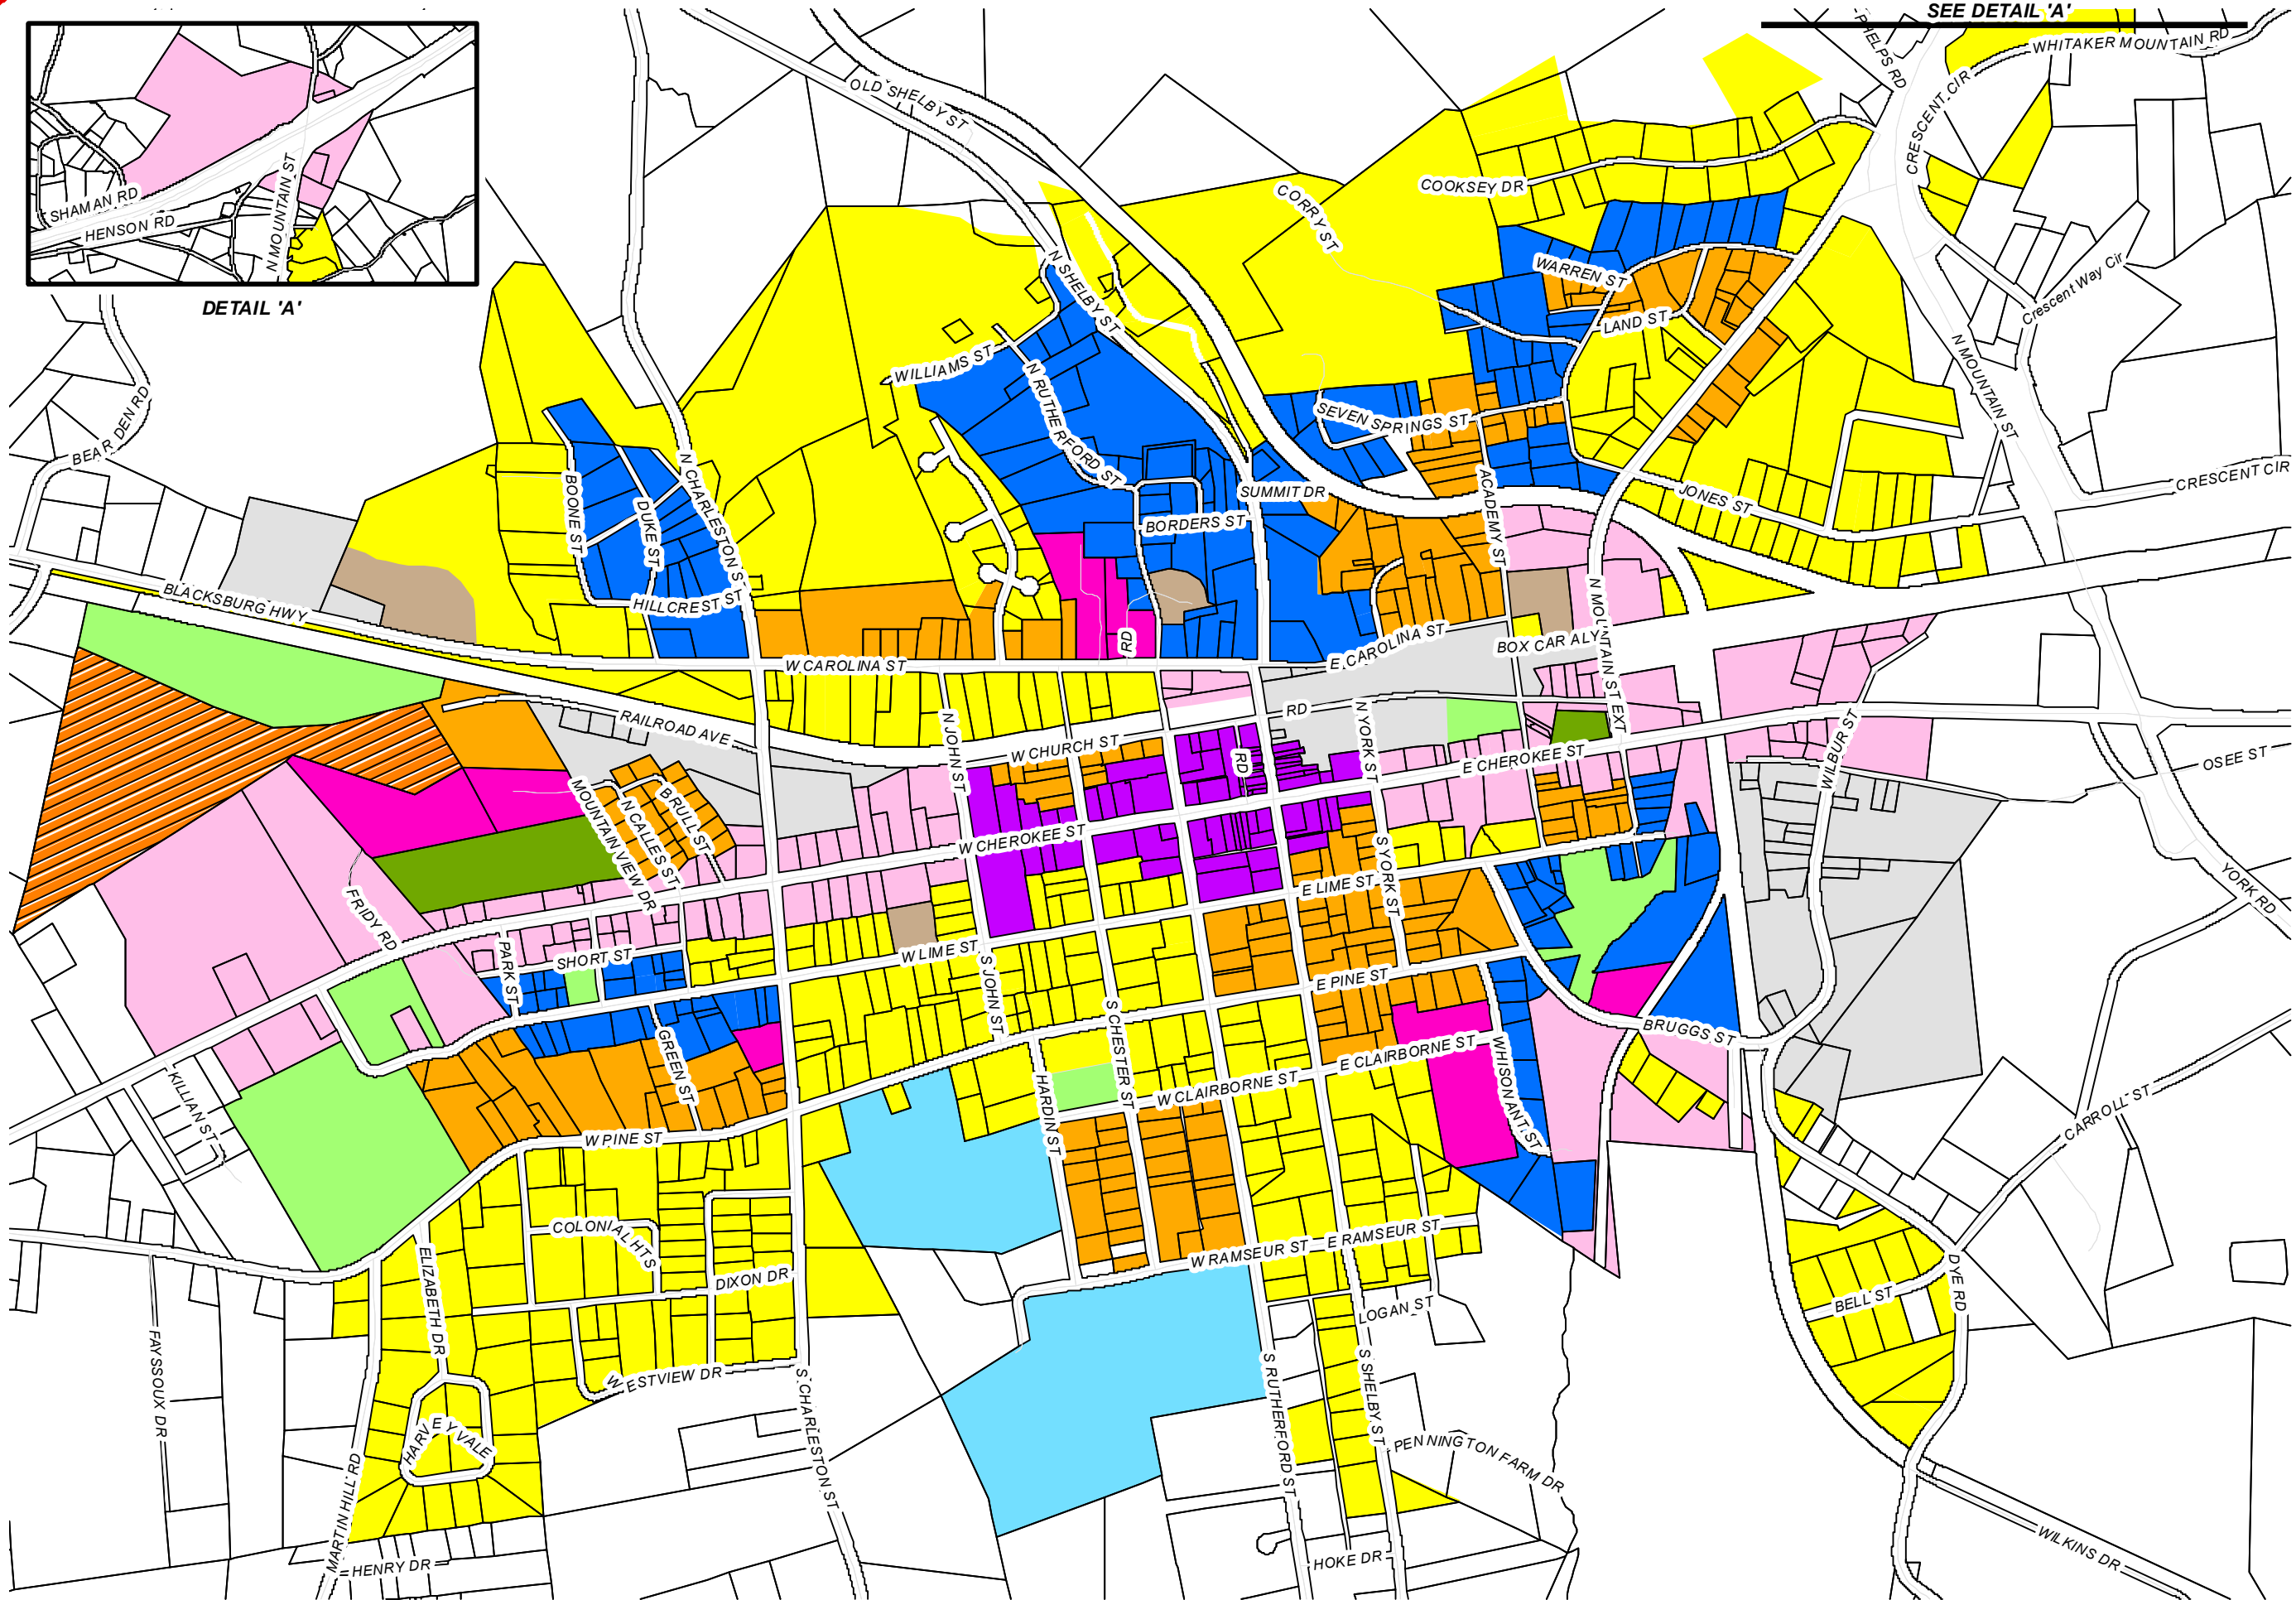 SEE DETAIL 'A'
PHELPS RD
WHITAKER MOUNTAIN RD
CRESCENT CIR
OLD SHELBY ST
SHAMAN RD
HENSON RD
N MOUNTAIN ST
DETAIL 'A'
COOKSEY DR
CORRY ST
N SHELBY ST
WARREN ST
LAND ST
Crescent Way Cir
N MOUNTAIN ST
WILLIAMS ST
N RUTHERFORD ST
SEVEN SPRINGS ST
BEAR DEN RD
N CHARLESTON ST
BOONE ST
DUKE ST
SUMMIT DR
ACADEMY ST
JONES ST
CRESCENT CIR
BORDERS ST
BLACKSBURG HWY
HILLCREST ST
N MOUNTAIN ST EXT
RD
E CAROLINA ST
BOX CAR ALY
W CAROLINA ST
RAILROAD AVE
N JOHN ST
W CHURCH ST
RD
N YORK ST
RD
E CHEROKEE ST
WILBUR ST
OSEE ST
MOUNTAIN VIEW DR
N CALLES ST
BRULL ST
W CHEROKEE ST
S YORK ST
E LIME ST
YORK RD
FRIDY RD
PARK ST
SHORT ST
W LIME ST
S JOHN ST
E PINE ST
S CHESTER ST
BRUGGS ST
GREEN ST
KILLIAN ST
HARDIN ST
W CLAIRBORNE ST
E CLAIRBORNE ST
WHISONANT ST
CARROLL ST
W PINE ST
COLONIAL HTS
ELIZABETH DR
DIXON DR
W RAMSEUR ST
E RAMSEUR ST
DYE RD
BELL ST
LOGAN ST
FAYSSOUX DR
WESTVIEW DR
S CHARLESTON ST
S RUTHERFORD ST
S SHELBY ST
HARVEY VALE
PENNINGTON FARM DR
MARTIN HILL RD
HENRY DR
HOKE DR
WILKINS DR